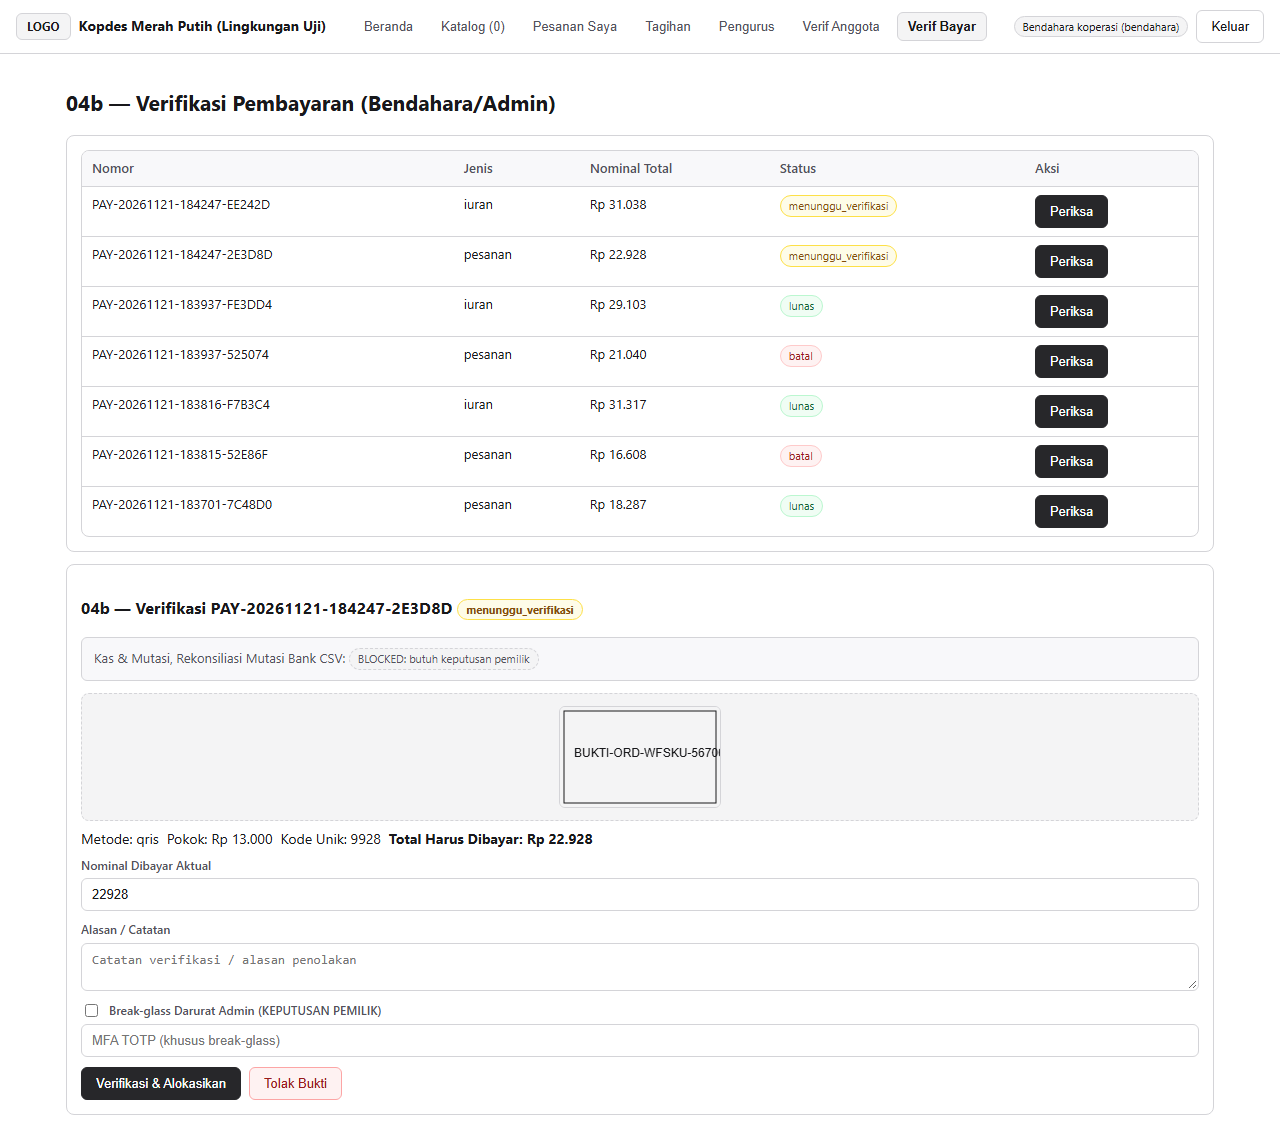 LOGO Kopdes Merah Putih (Lingkungan Uji) Beranda Katalog (0) Pesanan Saya Tagihan Pengurus Verif Anggota Verif Bayar Bendahara koperasi (bendahara) Keluar
04b — Verifikasi Pembayaran (Bendahara/Admin)
Nomor Jenis Nominal Total Status Aksi
PAY-20261121-184247-EE242D iuran Rp 31.038 menunggu_verifikasi Periksa
PAY-20261121-184247-2E3D8D pesanan Rp 22.928 menunggu_verifikasi Periksa
PAY-20261121-183937-FE3DD4 iuran Rp 29.103 lunas Periksa
PAY-20261121-183937-525074 pesanan Rp 21.040 batal Periksa
PAY-20261121-183816-F7B3C4 iuran Rp 31.317 lunas Periksa
PAY-20261121-183815-52E86F pesanan Rp 16.608 batal Periksa
PAY-20261121-183701-7C48D0 pesanan Rp 18.287 lunas Periksa
04b — Verifikasi PAY-20261121-184247-2E3D8D menunggu_verifikasi
Kas & Mutasi, Rekonsiliasi Mutasi Bank CSV: BLOCKED: butuh keputusan pemilik
BUKTI-ORD-WFSKU-5670
Metode: qris Pokok: Rp 13.000 Kode Unik: 9928 Total Harus Dibayar: Rp 22.928
Nominal Dibayar Aktual
22928
Alasan / Catatan
Catatan verifikasi / alasan penolakan
Break-glass Darurat Admin (KEPUTUSAN PEMILIK)
MFA TOTP (khusus break-glass)
Verifikasi & Alokasikan Tolak Bukti